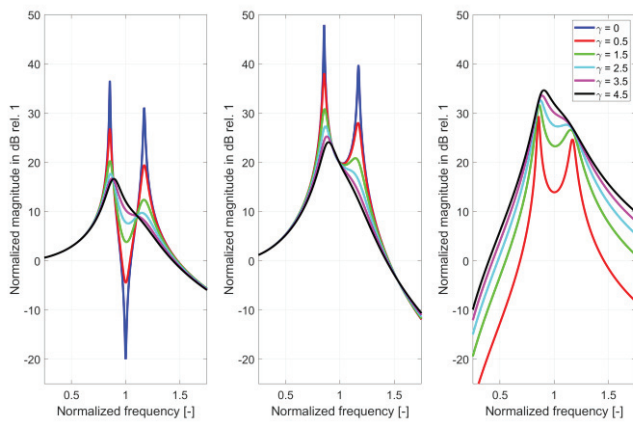 50
40
30
20
10
0
-10
-20
0.5
1
1.5
Normalized frequency [-]
Normalized magnitude in dB rel. 1
50
40
30
20
10
0
-10
-20
0.5
1
1.5
Normalized frequency [-]
Normalized magnitude in dB rel. 1
50
40
30
20
10
0
-10
-20
0.5
1
1.5
Normalized frequency [-]
Normalized magnitude in dB rel. 1
γ = 0
γ = 0.5
γ = 1.5
γ = 2.5
γ = 3.5
γ = 4.5